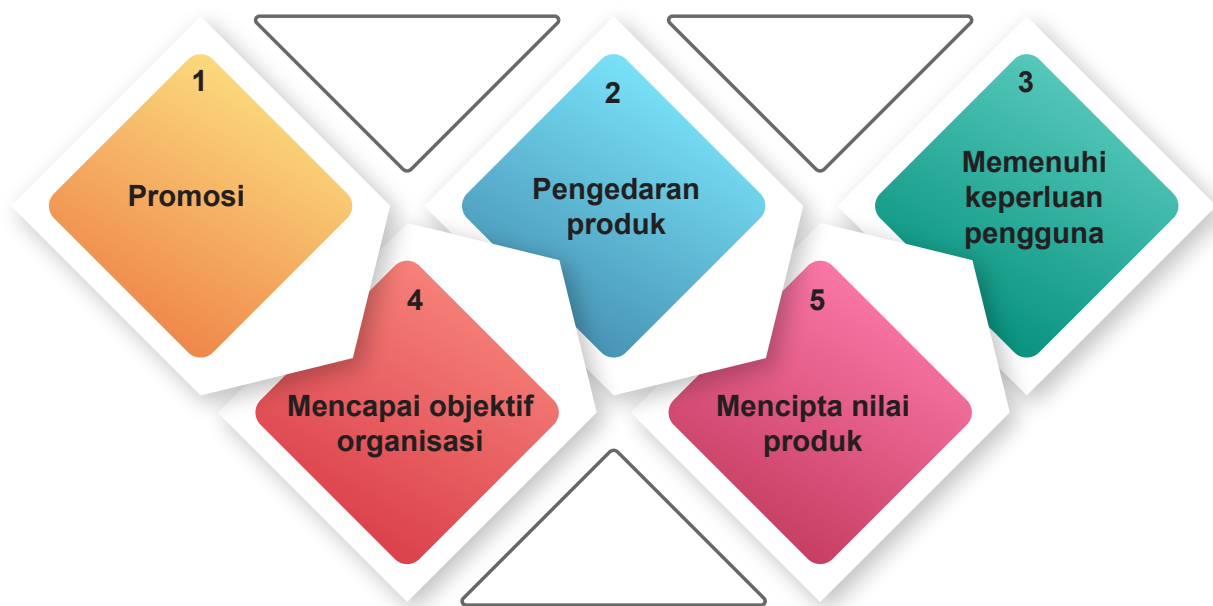 1
Promosi
2
Pengedaran
produk
3
Memenuhi
keperluan
pengguna
4
Mencapai objektif
organisasi
5
Mencipta nilai
produk